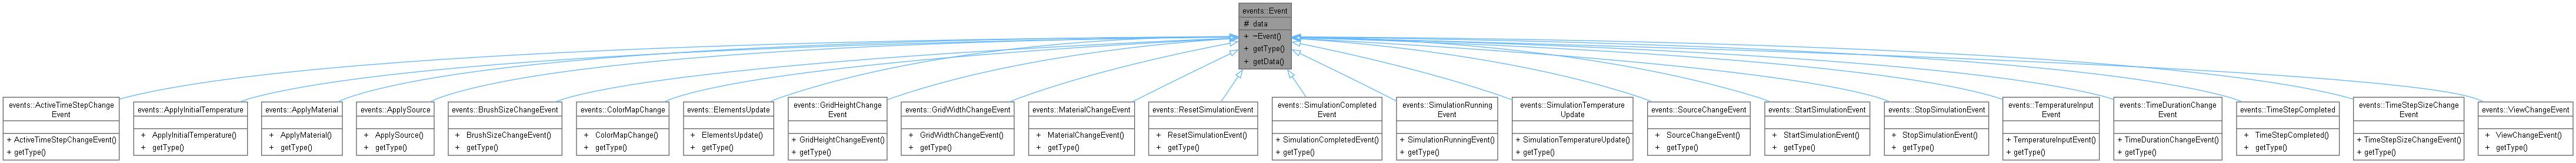 events::Event
# data
+ ~Event()
+ getType()
+ getData()
events::ActiveTimeStepChange
Event
+ ActiveTimeStepChangeEvent()
+ getType()
events::ApplyInitialTemperature
+ ApplyInitialTemperature()
+ getType()
events::ApplyMaterial
+ ApplyMaterial()
+ getType()
events::ApplySource
+ ApplySource()
+ getType()
events::BrushSizeChangeEvent
+ BrushSizeChangeEvent()
+ getType()
events::ColorMapChange
+ ColorMapChange()
+ getType()
events::ElementsUpdate
+ ElementsUpdate()
+ getType()
events::GridHeightChange
Event
+ GridHeightChangeEvent()
+ getType()
events::GridWidthChangeEvent
+ GridWidthChangeEvent()
+ getType()
events::MaterialChangeEvent
+ MaterialChangeEvent()
+ getType()
events::ResetSimulationEvent
+ ResetSimulationEvent()
+ getType()
events::SimulationCompleted
Event
+ SimulationCompletedEvent()
+ getType()
events::SimulationRunning
Event
+ SimulationRunningEvent()
+ getType()
events::SimulationTemperature
Update
+ SimulationTemperatureUpdate()
+ getType()
events::SourceChangeEvent
+ SourceChangeEvent()
+ getType()
events::StartSimulationEvent
+ StartSimulationEvent()
+ getType()
events::StopSimulationEvent
+ StopSimulationEvent()
+ getType()
events::TemperatureInput
Event
+ TemperatureInputEvent()
+ getType()
events::TimeDurationChange
Event
+ TimeDurationChangeEvent()
+ getType()
events::TimeStepCompleted
+ TimeStepCompleted()
+ getType()
events::TimeStepSizeChange
Event
+ TimeStepSizeChangeEvent()
+ getType()
events::ViewChangeEvent
+ ViewChangeEvent()
+ getType()